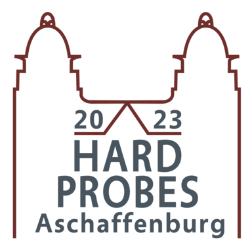 20 23
HARD
PROBES
Aschaffenburg